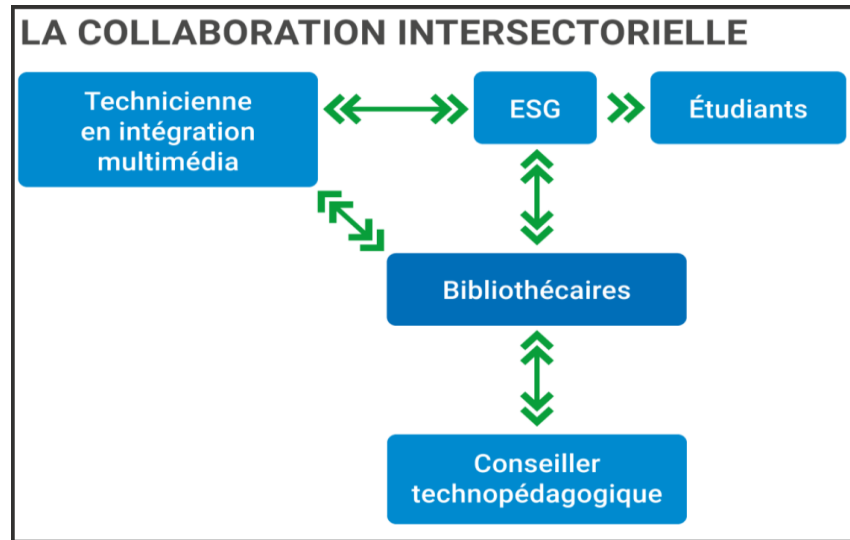 LA COLLABORATION INTERSECTORIELLE
Technicienne
en intégration
multimédia
ESG
Étudiants
Bibliothécaires
Conseiller
technopédagogique